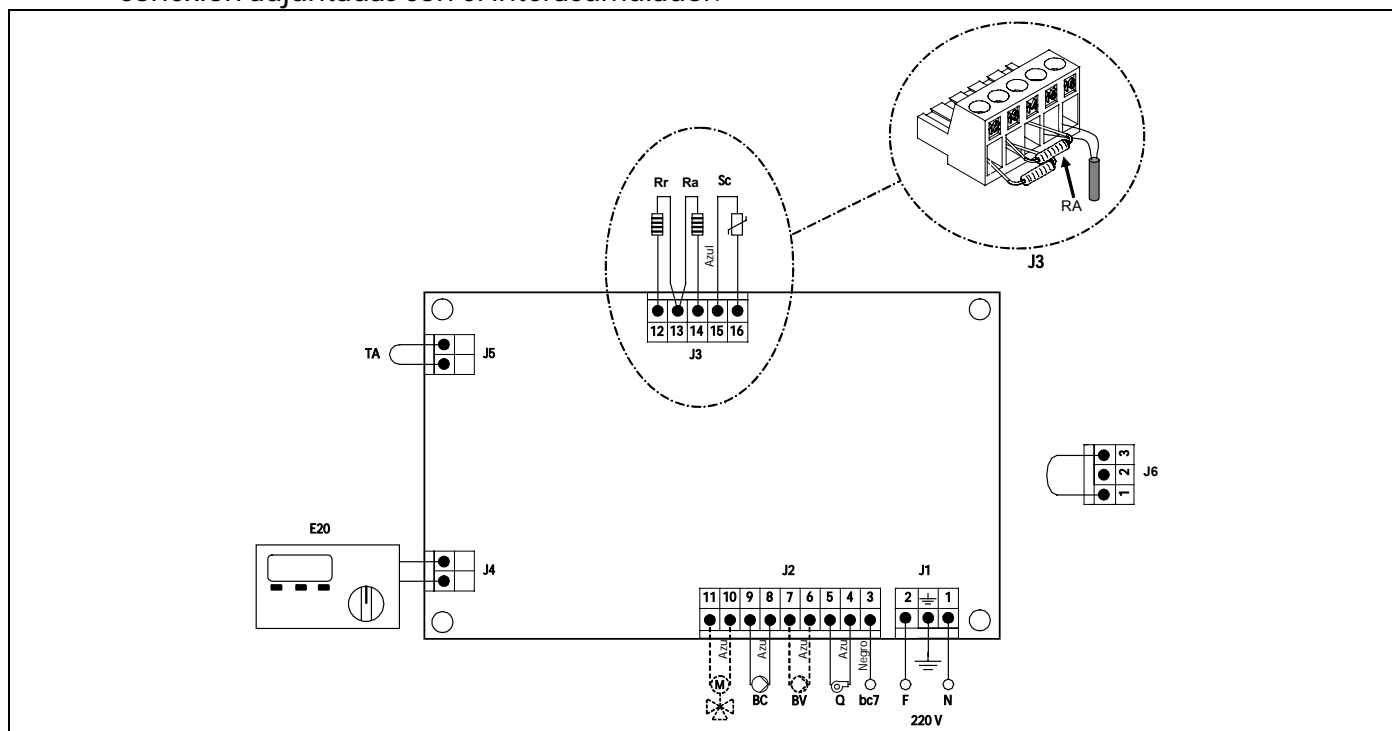 Rr Ra Sc
Azul
RA
J3
12 13 14 15 16
J3
TA
J5
3
2
1
J6
E20
J4
J2
J1
11 10 9 8 7 6 5 4 3
2 1
Azu
Azu
Azu
Azu
Negro
M
BC BV Q bc7 F N
220 V